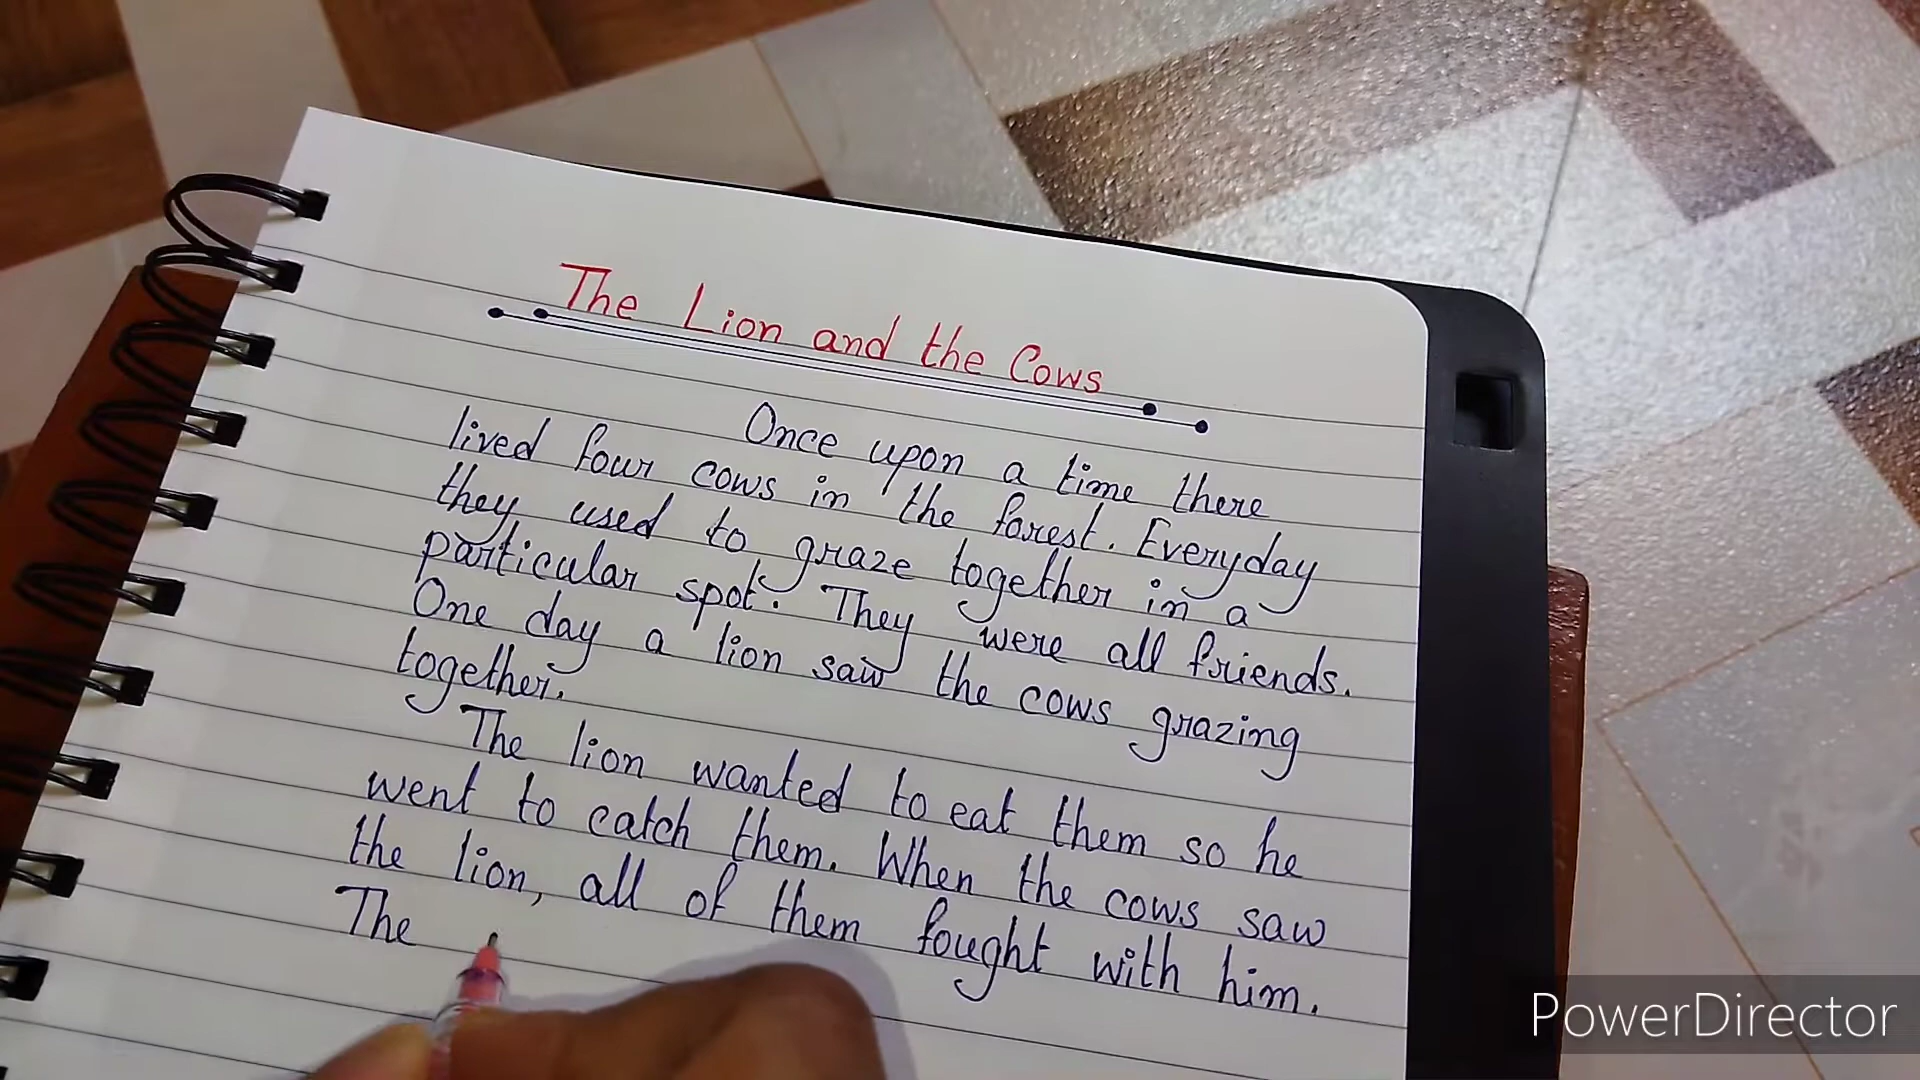 The Lion and the Cows
Once upon a time there
lived four cows in the forest. Everyday
they used to graze together in a
particular spot. They were all friends.
One day a lion saw the cows grazing
together.
The lion wanted to eat them so he
went to catch them. When the cows saw
the lion, all of them fought with him.
The
PowerDirector